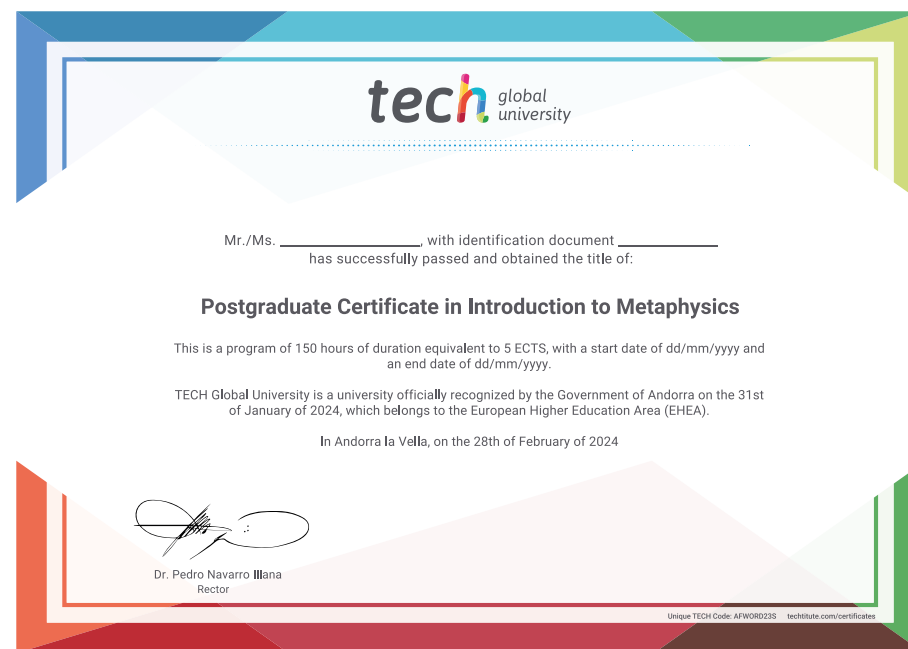 tech global university
Mr./Ms. ____________________, with identification document ______________
has successfully passed and obtained the title of:
Postgraduate Certificate in Introduction to Metaphysics
This is a program of 150 hours of duration equivalent to 5 ECTS, with a start date of dd/mm/yyyy and
an end date of dd/mm/yyyy.
TECH Global University is a university officially recognized by the Government of Andorra on the 31st
of January of 2024, which belongs to the European Higher Education Area (EHEA).
In Andorra la Vella, on the 28th of February of 2024
Dr. Pedro Navarro Illana
Rector
Unique TECH Code: AFWORD23S techtitute.com/certificates